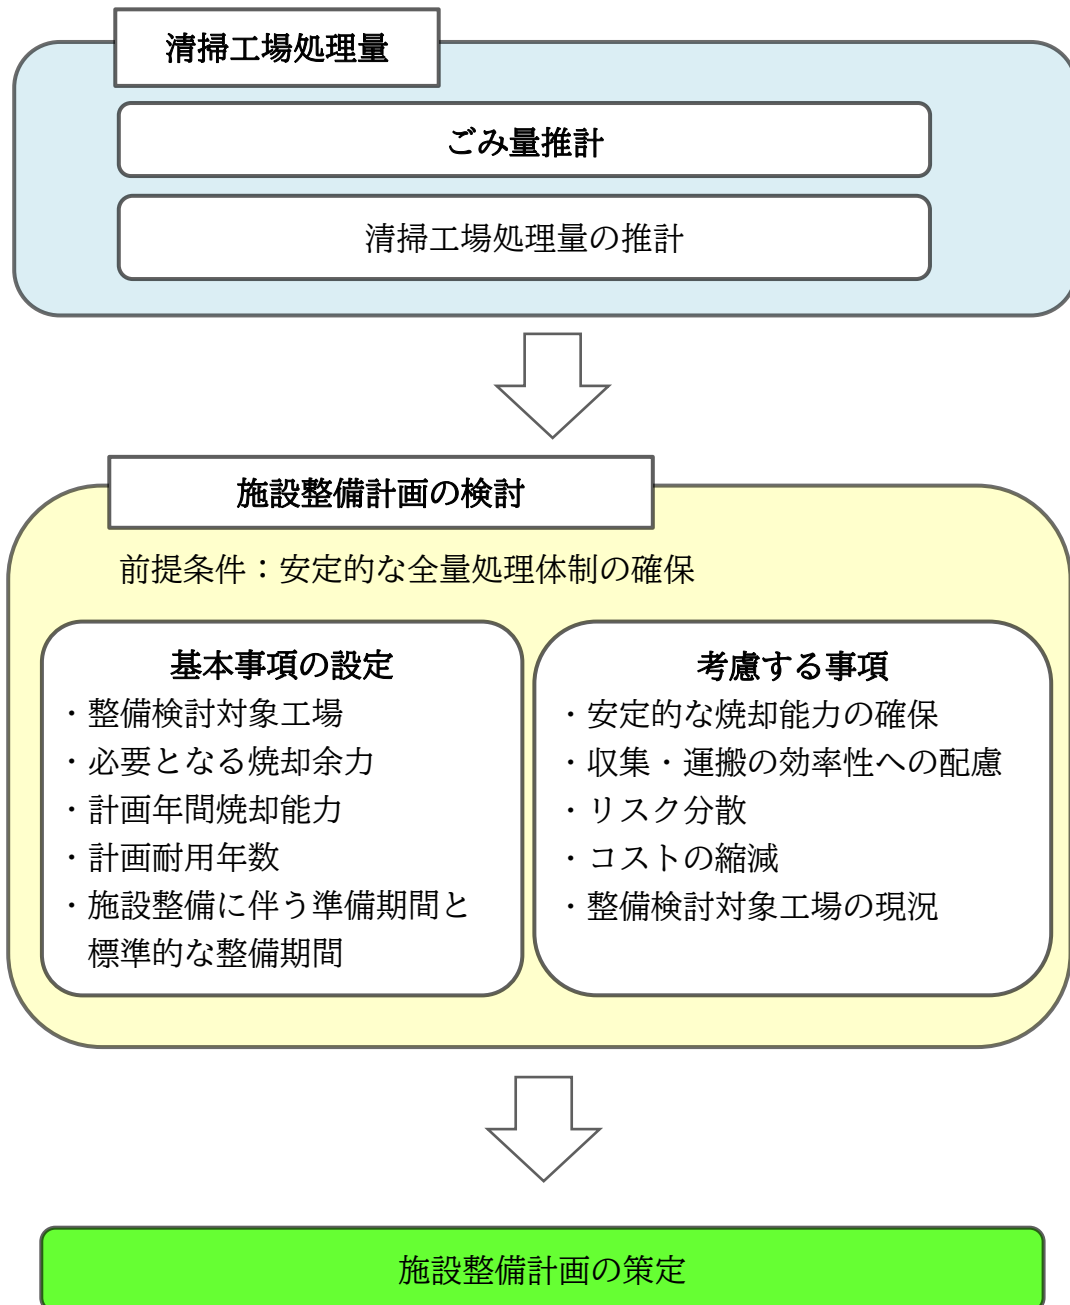 清掃工場処理量
ごみ量推計
清掃工場処理量の推計
施設整備計画の検討
前提条件：安定的な全量処理体制の確保
基本事項の設定
・整備検討対象工場
・必要となる焼却余力
・計画年間焼却能力
・計画耐用年数
・施設整備に伴う準備期間と
標準的な整備期間
考慮する事項
・安定的な焼却能力の確保
・収集・運搬の効率性への配慮
・リスク分散
・コストの縮減
・整備検討対象工場の現況
施設整備計画の策定